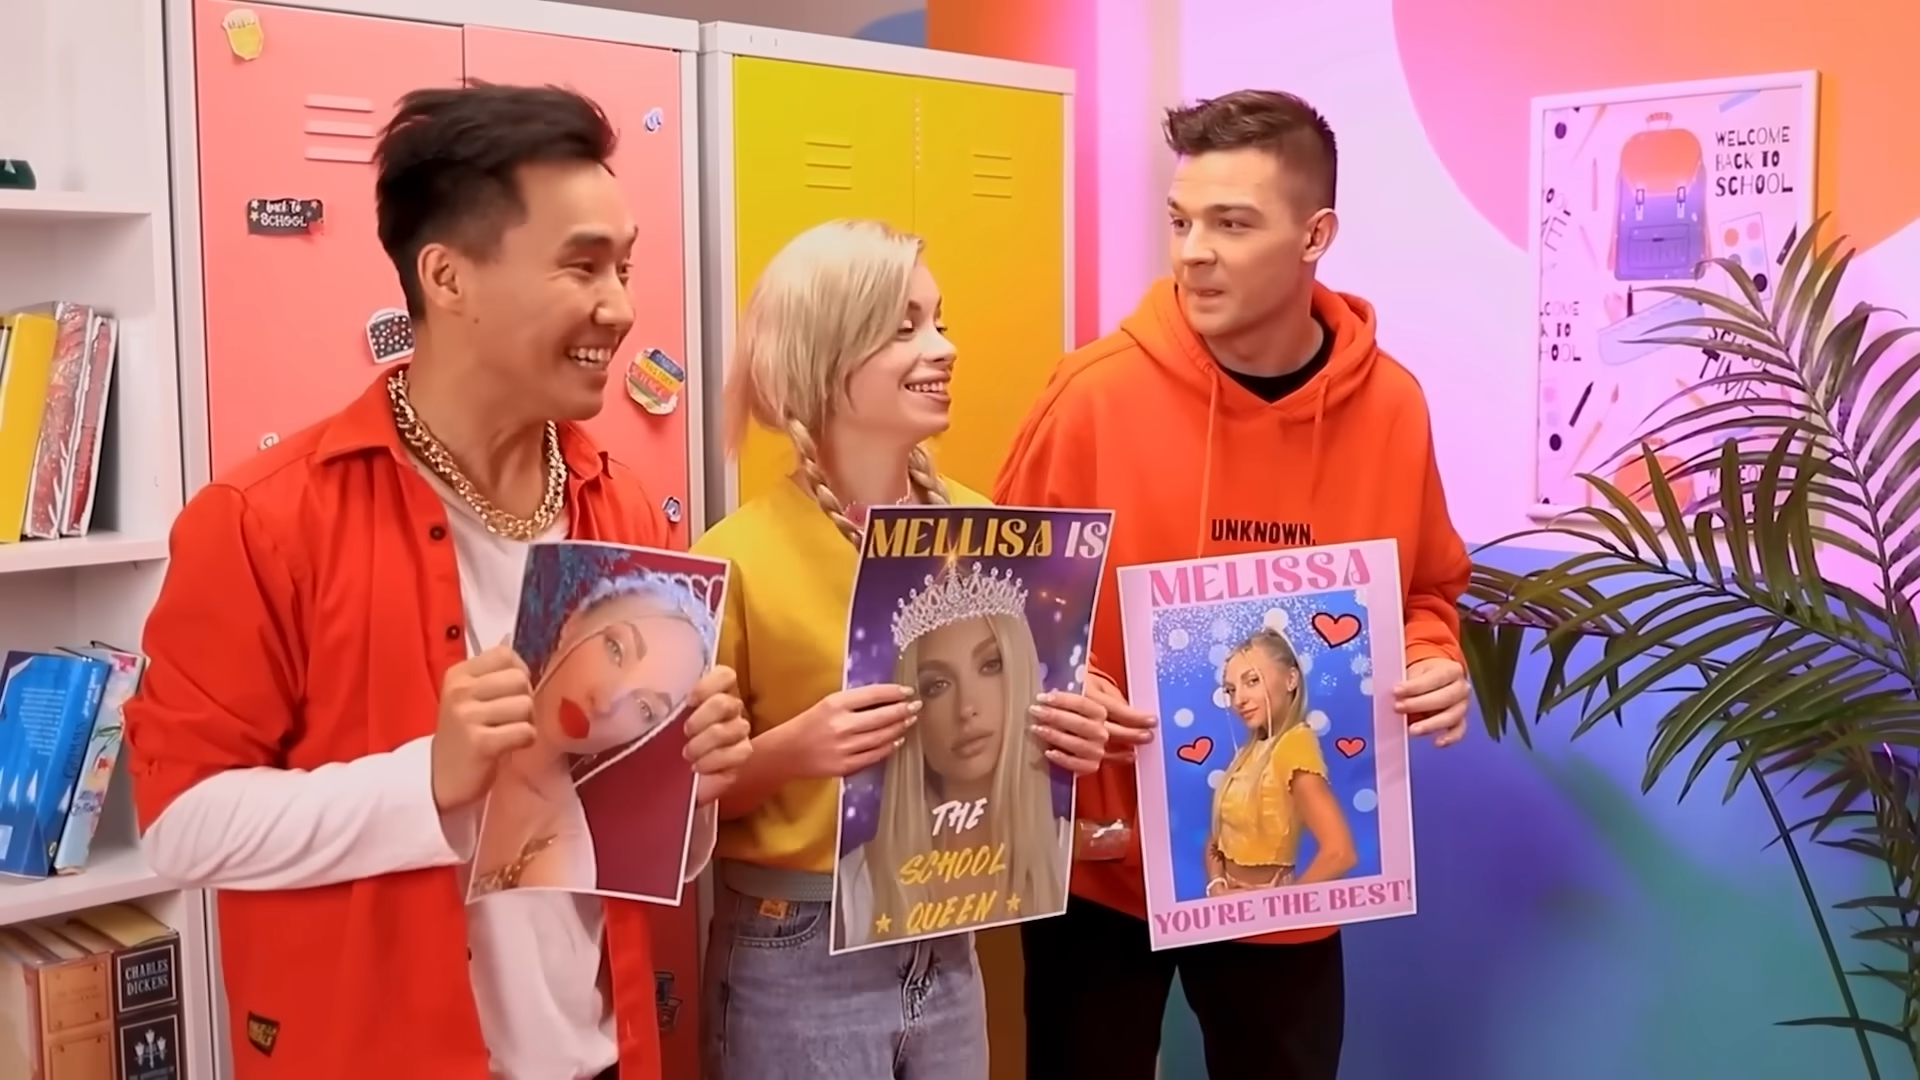 back to
SCHOOL
WELCOME
BACK TO
SCHOOL
UNKNOWN.
MELLISA IS
THE
SCHOOL
QUEEN
MELISSA
YOU'RE THE BEST!
CHARLES
DICKENS